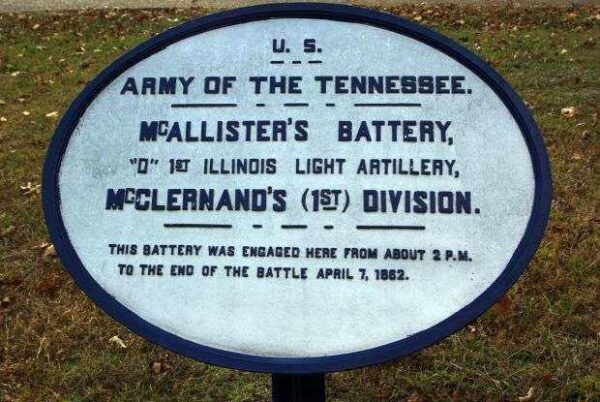 U. S.
ARMY OF THE TENNESSEE.
McALLISTER'S BATTERY,
"D" 1ST ILLINOIS LIGHT ARTILLERY,
McCLERNAND'S (1ST) DIVISION.
THIS BATTERY WAS ENGAGED HERE FROM ABOUT 2 P.M.
TO THE END OF THE BATTLE APRIL 7, 1862.